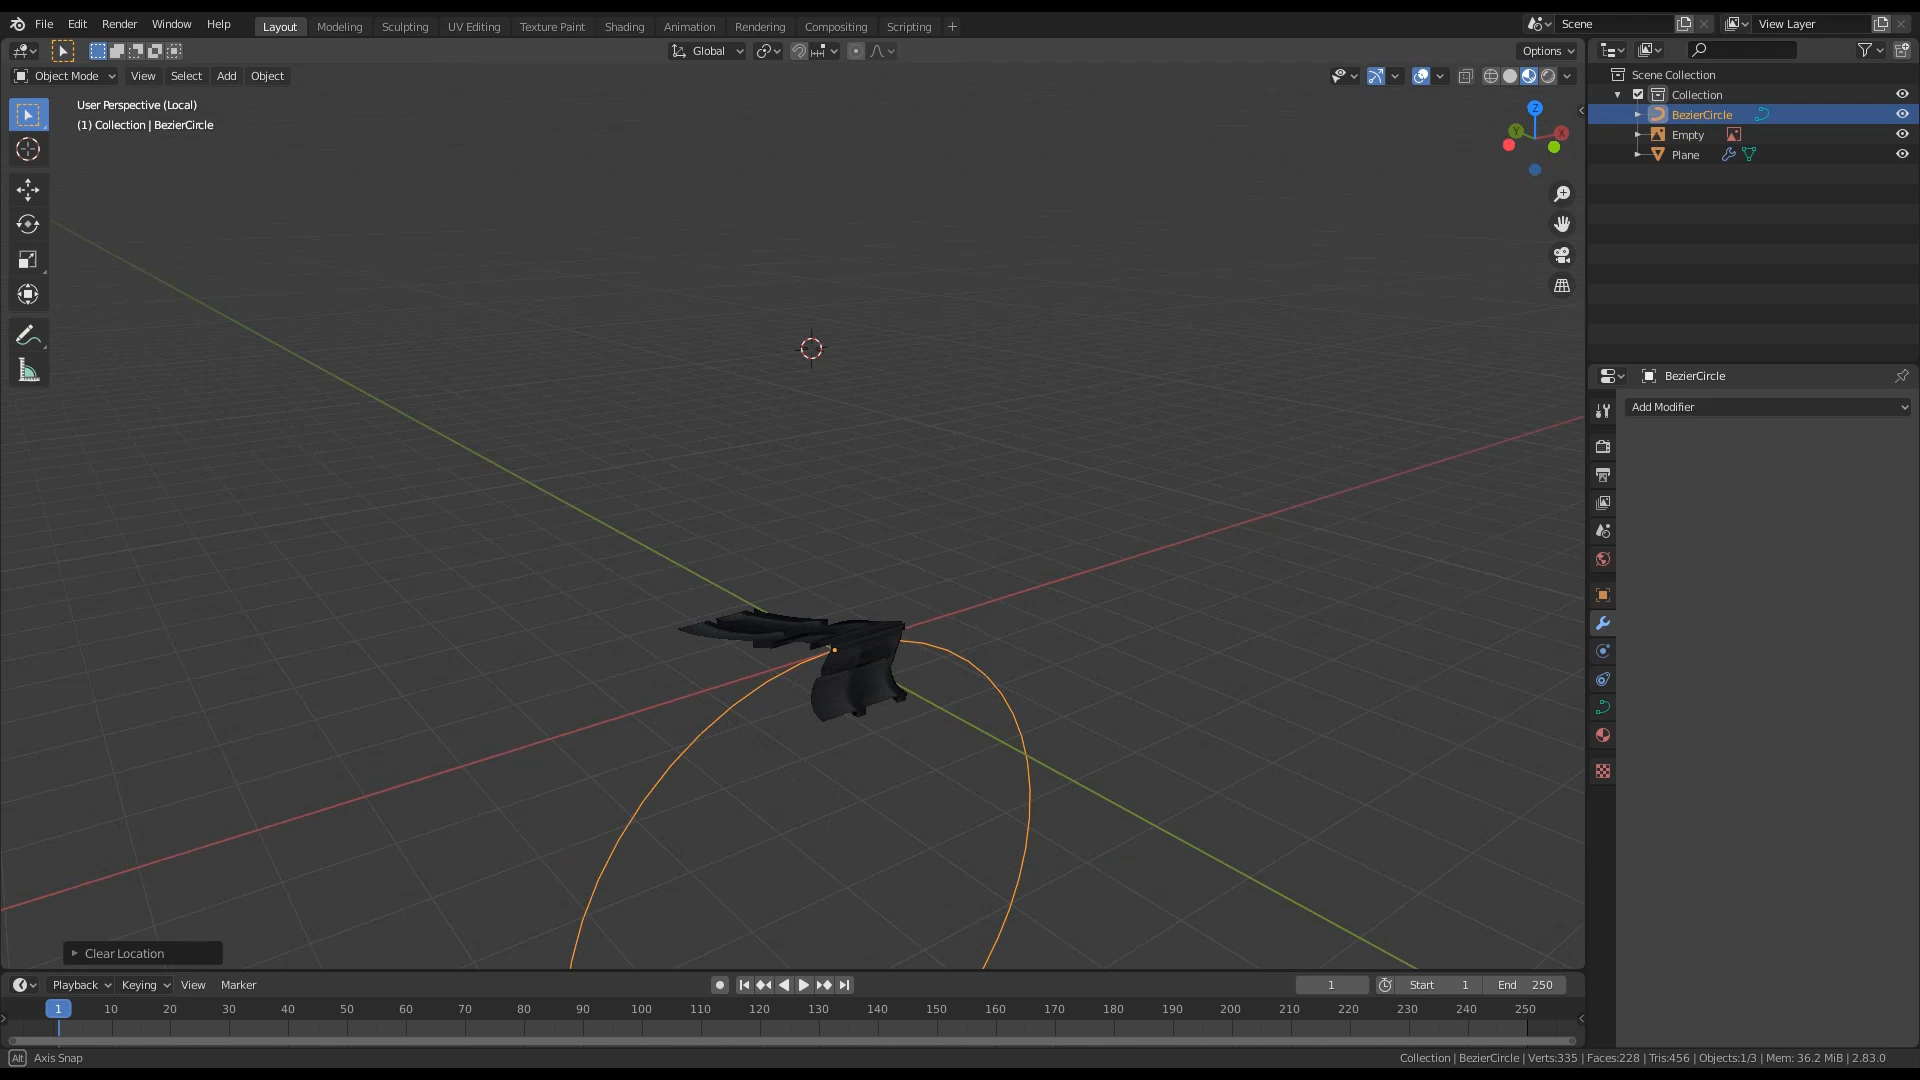 File Edit Render Window Help Layout Modeling Sculpting UV Editing Texture Paint Shading Animation Rendering Compositing Scripting + Scene View Layer
Global Options
Object Mode View Select Add Object
User Perspective (Local)
(1) Collection | BezierCircle
Z
Y
X
Scene Collection
Collection
BezierCircle
Empty
Plane
BezierCircle
Add Modifier
Clear Location
Playback Keying View Marker 1 Start 1 End 250
1 10 20 30 40 50 60 70 80 90 100 110 120 130 140 150 160 170 180 190 200 210 220 230 240 250
Alt Axis Snap Collection | BezierCircle | Verts:335 | Faces:228 | Tris:456 | Objects:1/3 | Mem: 36.2 MiB | 2.83.0